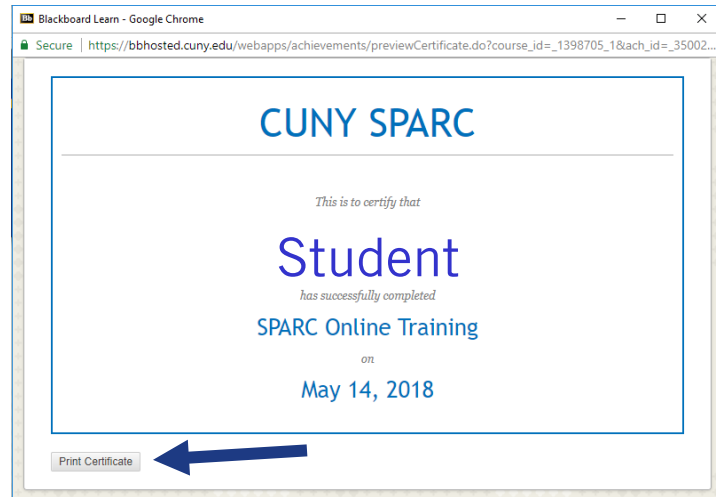 Blackboard Learn - Google Chrome
Secure | https://bbhosted.cuny.edu/webapps/achievements/previewCertificate.do?course_id=_1398705_1&ach_id=_35002...
CUNY SPARC
This is to certify that
Student
has successfully completed
SPARC Online Training
on
May 14, 2018
Print Certificate